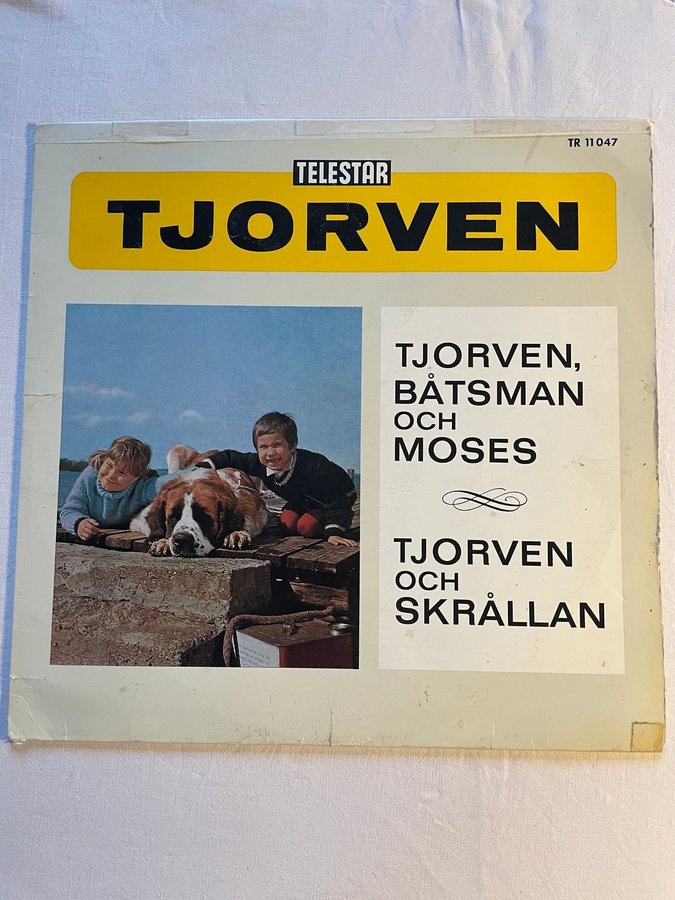 TR 11047
TELESTAR
TJORVEN
TJORVEN,
BÅTSMAN
OCH
MOSES
TJORVEN
OCH
SKRÅLLAN